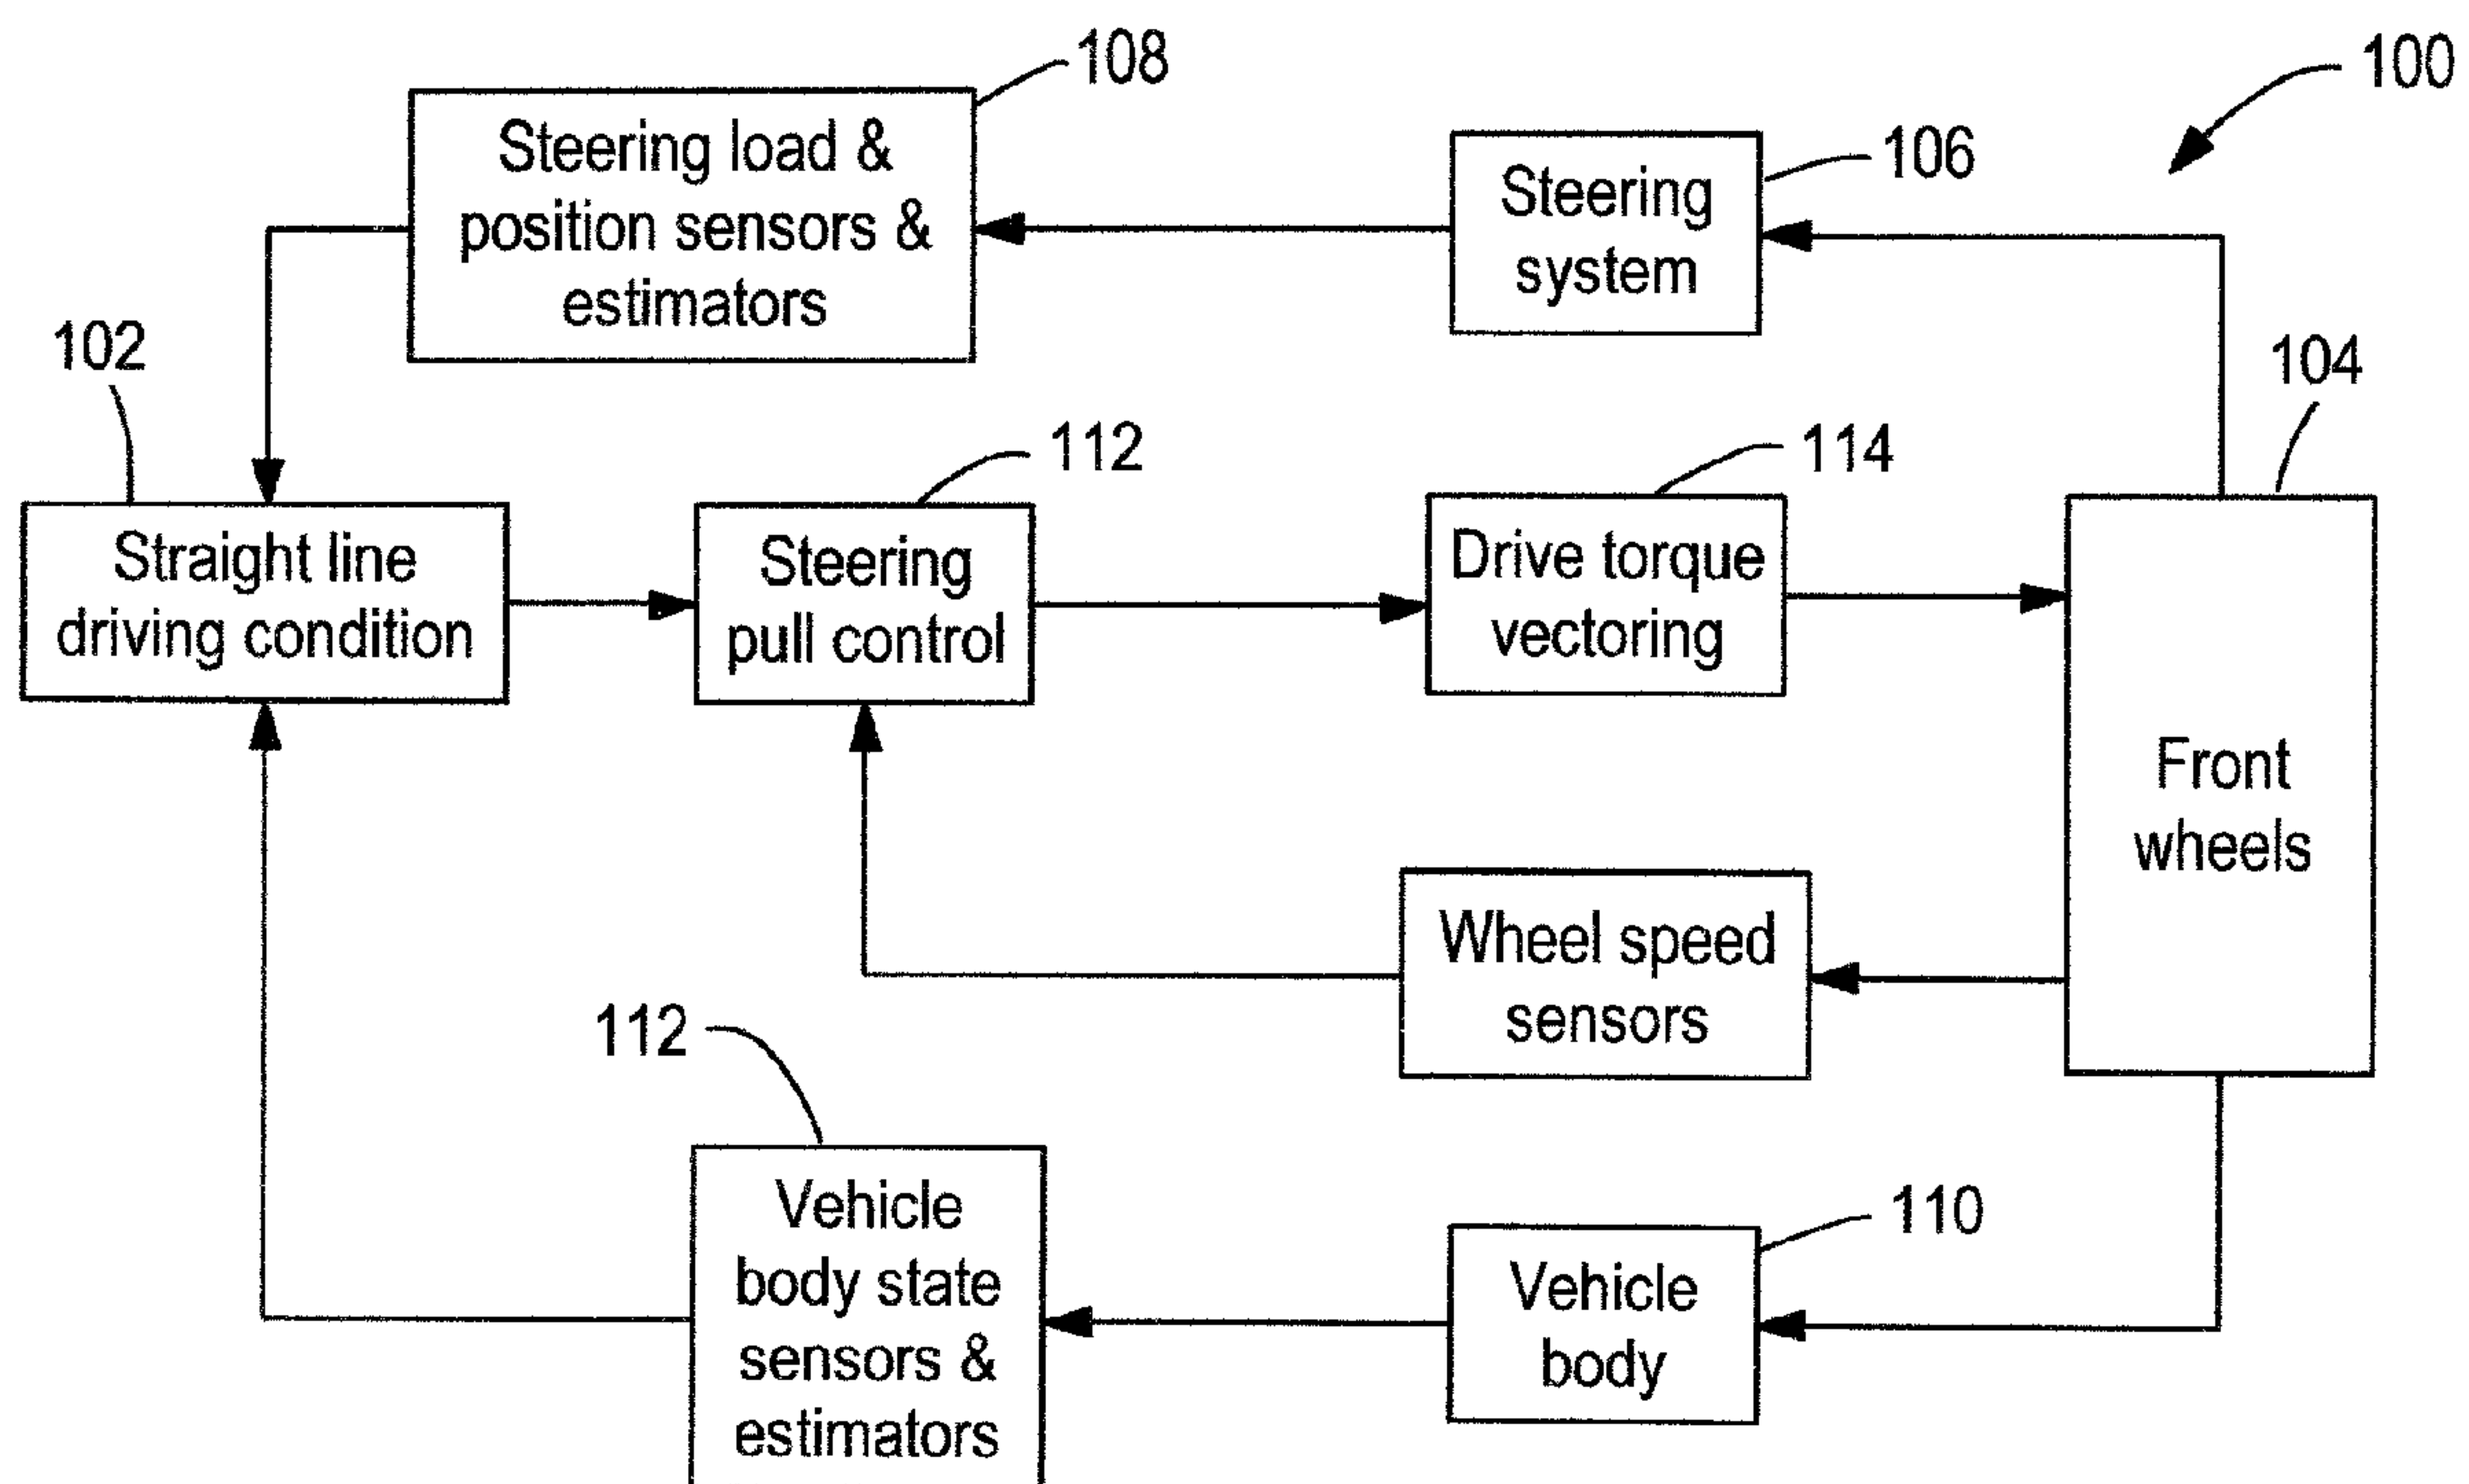 108
100
Steering load &
position sensors &
estimators
106
Steering
system
102
104
112
114
Straight line
driving condition
Steering
pull control
Drive torque
vectoring
Front
wheels
Wheel speed
sensors
112
Vehicle
body state
sensors &
estimators
110
Vehicle
body